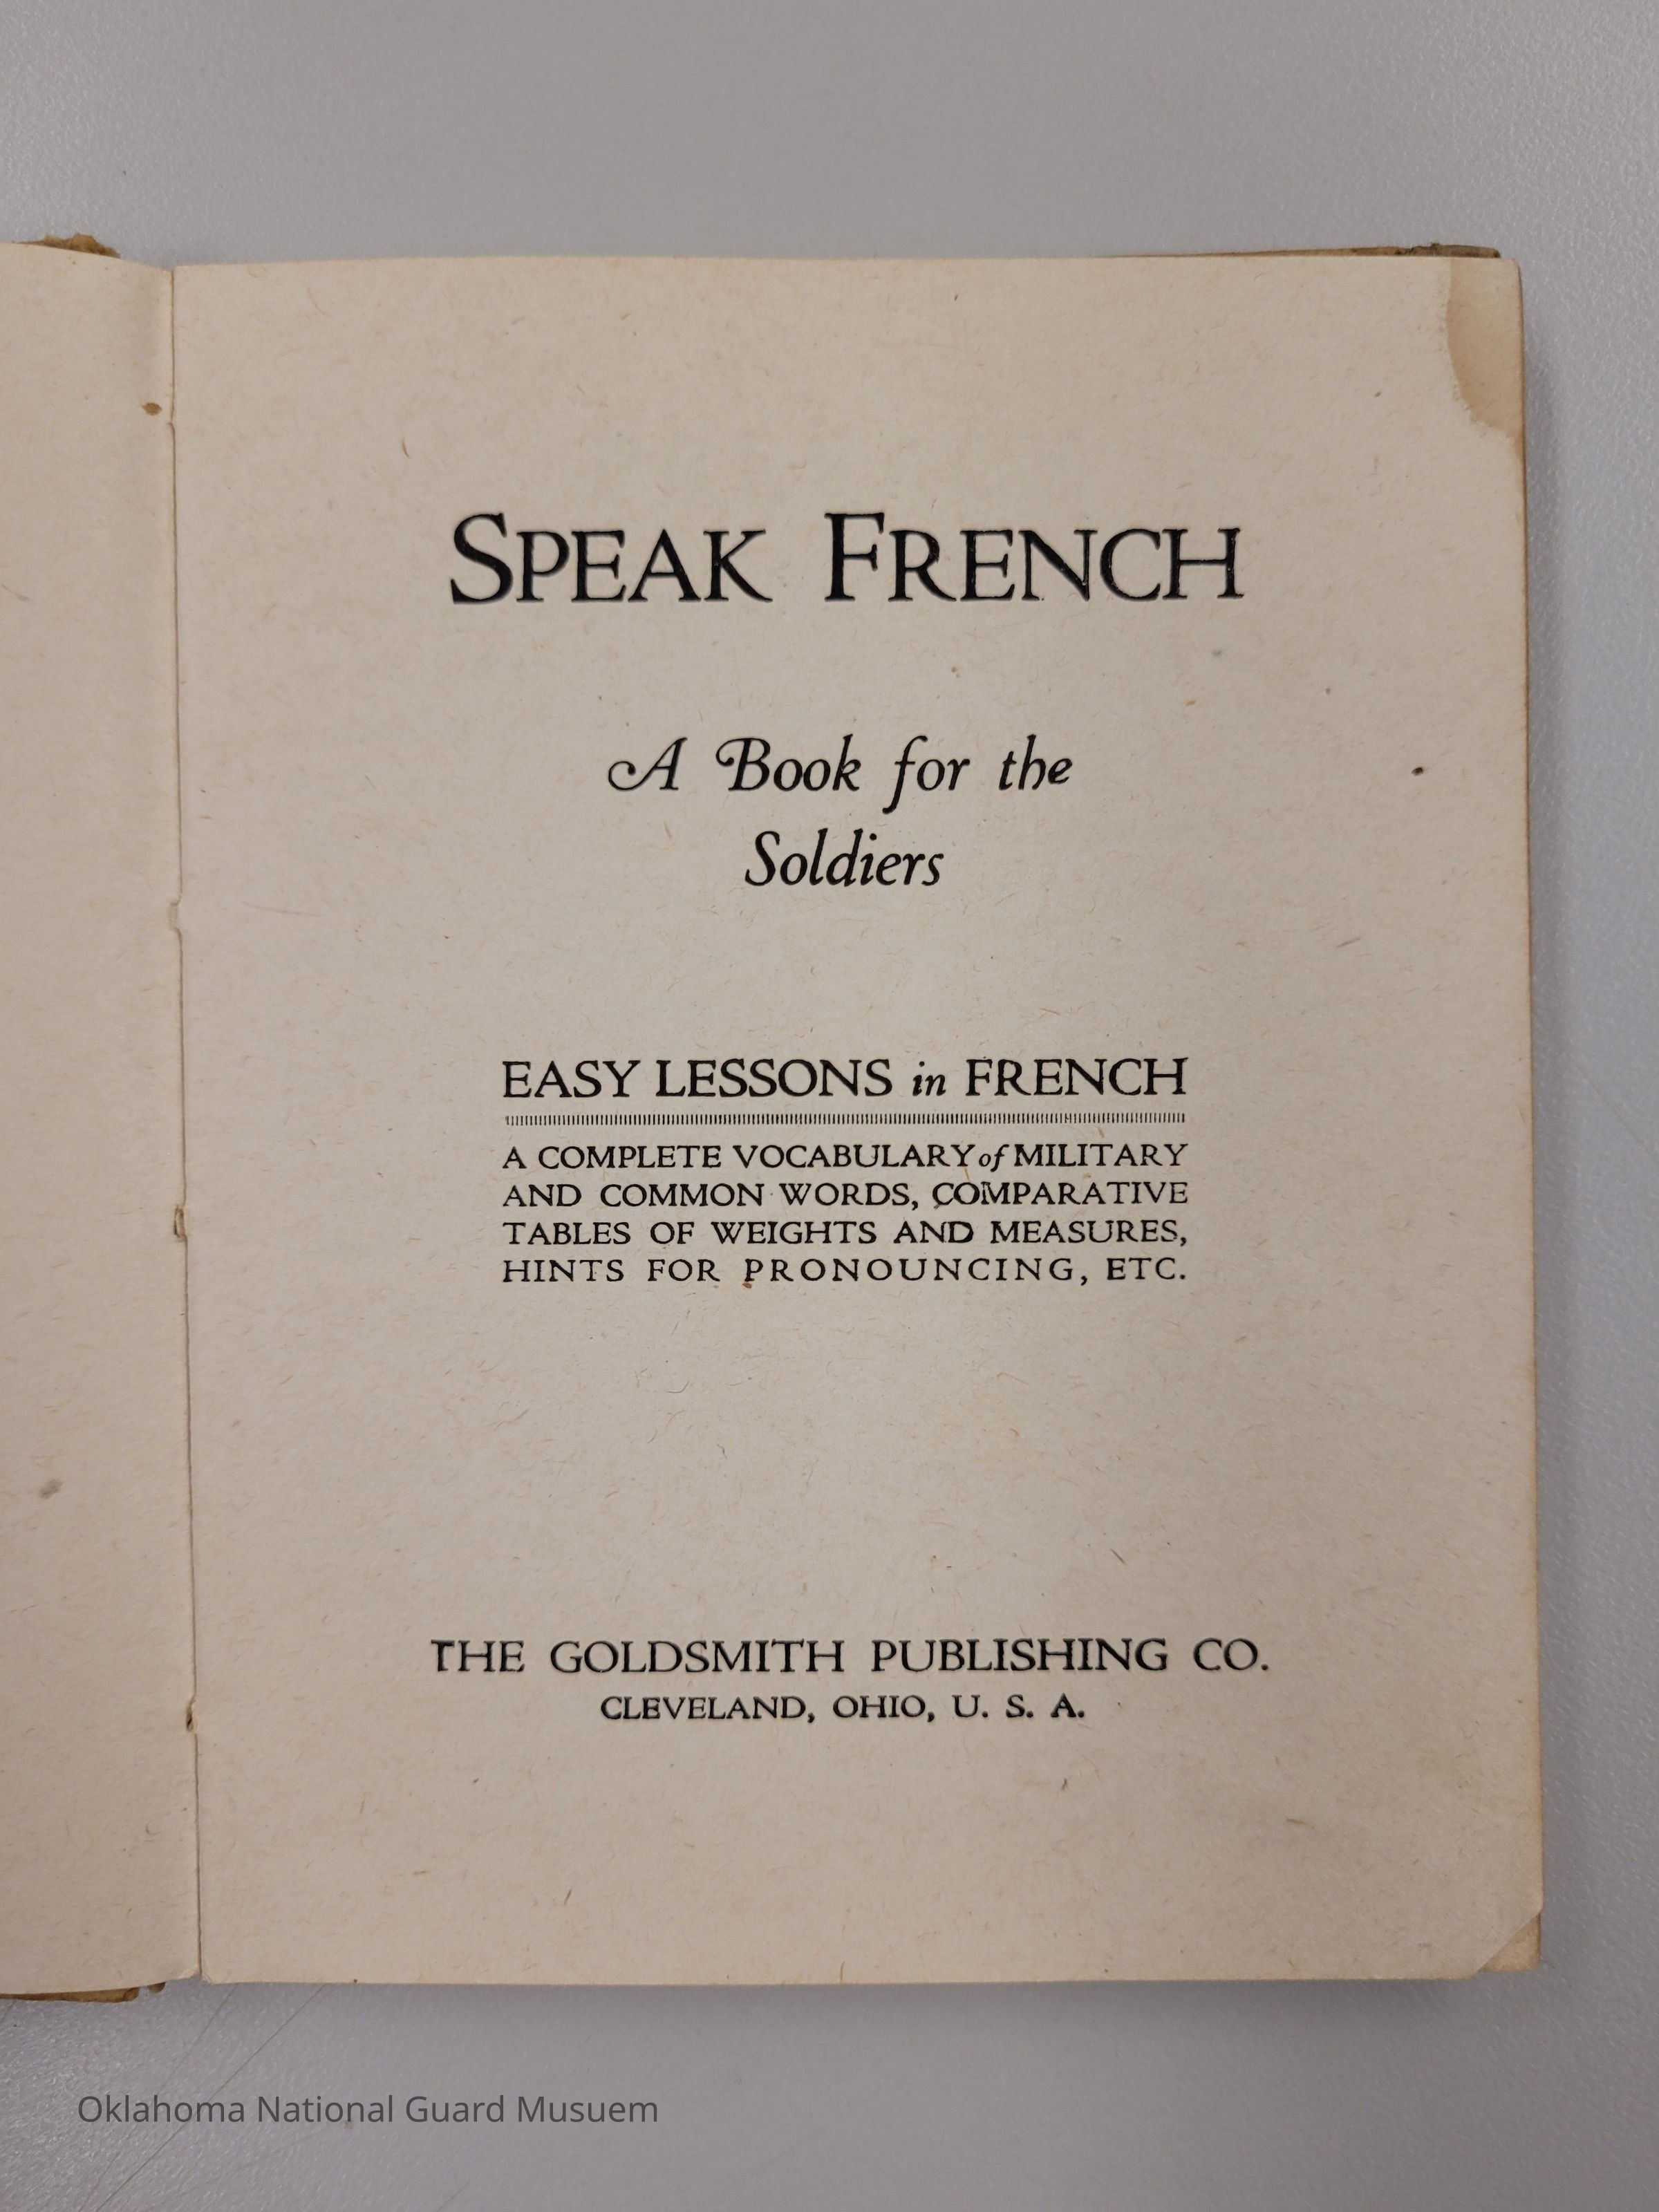 SPEAK FRENCH
A Book for the
Soldiers
EASY LESSONS in FRENCH
A COMPLETE VOCABULARY of MILITARY
AND COMMON WORDS, COMPARATIVE
TABLES OF WEIGHTS AND MEASURES,
HINTS FOR PRONOUNCING, ETC.
THE GOLDSMITH PUBLISHING CO.
CLEVELAND, OHIO, U. S. A.
Oklahoma National Guard Musuem